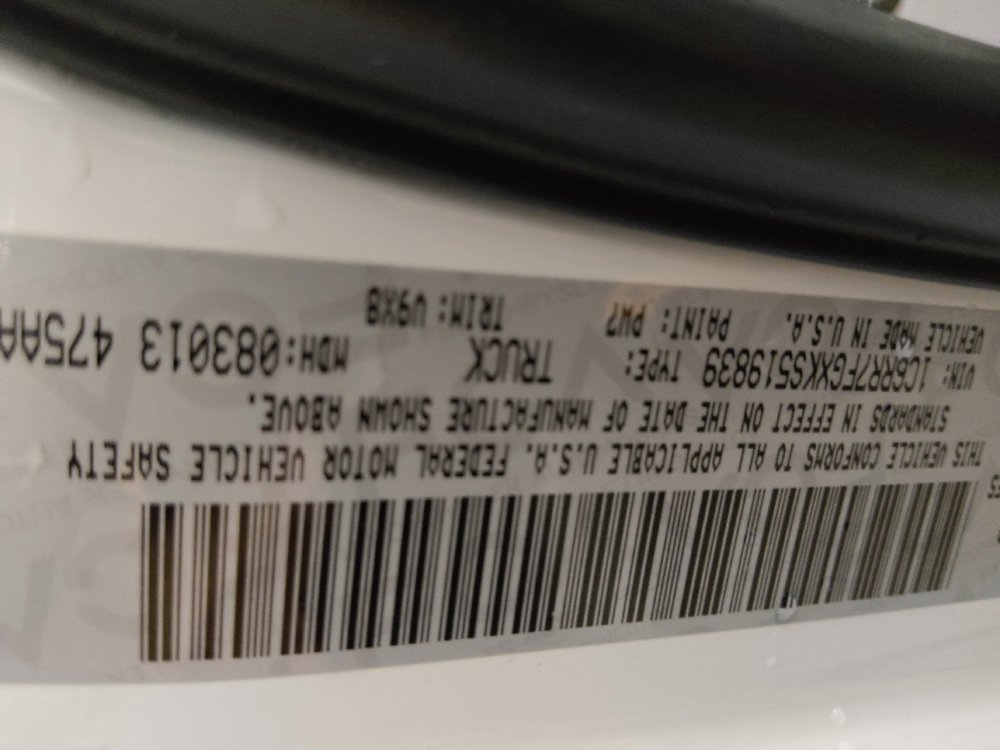 THIS VEHICLE CONFORMS TO ALL APPLICABLE U.S.A. FEDERAL MOTOR VEHICLE SAFETY
STANDARDS IN EFFECT ON THE DATE OF MANUFACTURE SHOWN ABOVE.
VIN: 1C6RR7FGXKS519839 TYPE: TRUCK MDH:083013 475AA
VEHICLE MADE IN U.S.A. PAINT: PW7 TRIM: V9X8